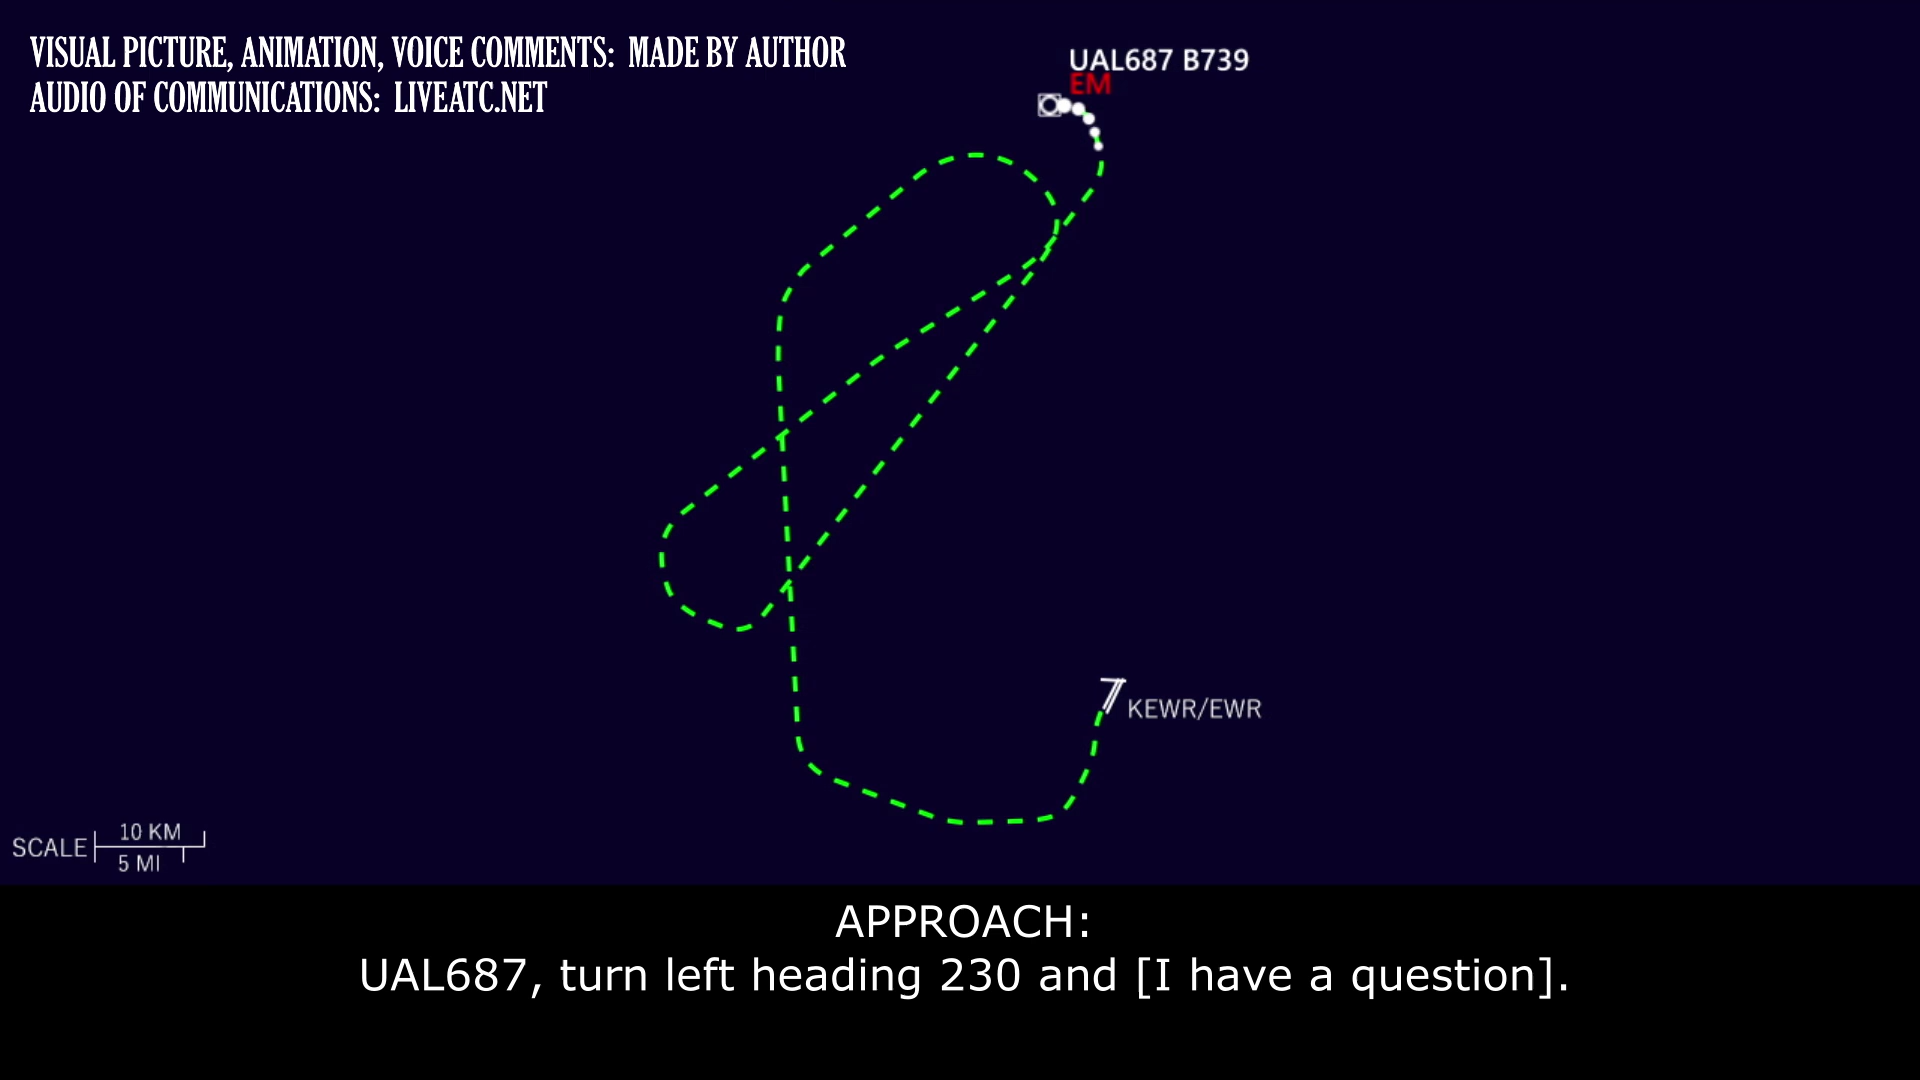 VISUAL PICTURE, ANIMATION, VOICE COMMENTS: MADE BY AUTHOR
AUDIO OF COMMUNICATIONS: LIVEATC.NET
UAL687 B739
EM
KEWR/EWR
10 KM
SCALE
5 MI
APPROACH:
UAL687, turn left heading 230 and [I have a question].